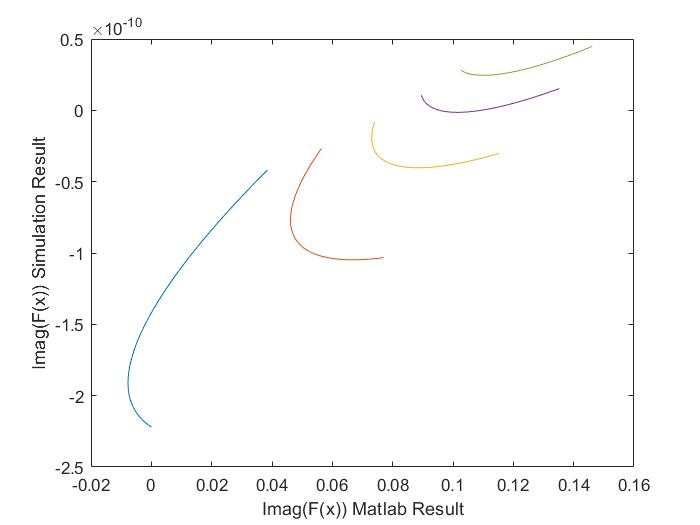 ×10⁻¹⁰
0.5
0
-0.5
-1
-1.5
-2
-2.5
-0.02 0 0.02 0.04 0.06 0.08 0.1 0.12 0.14 0.16
Imag(F(x)) Matlab Result
Imag(F(x)) Simulation Result